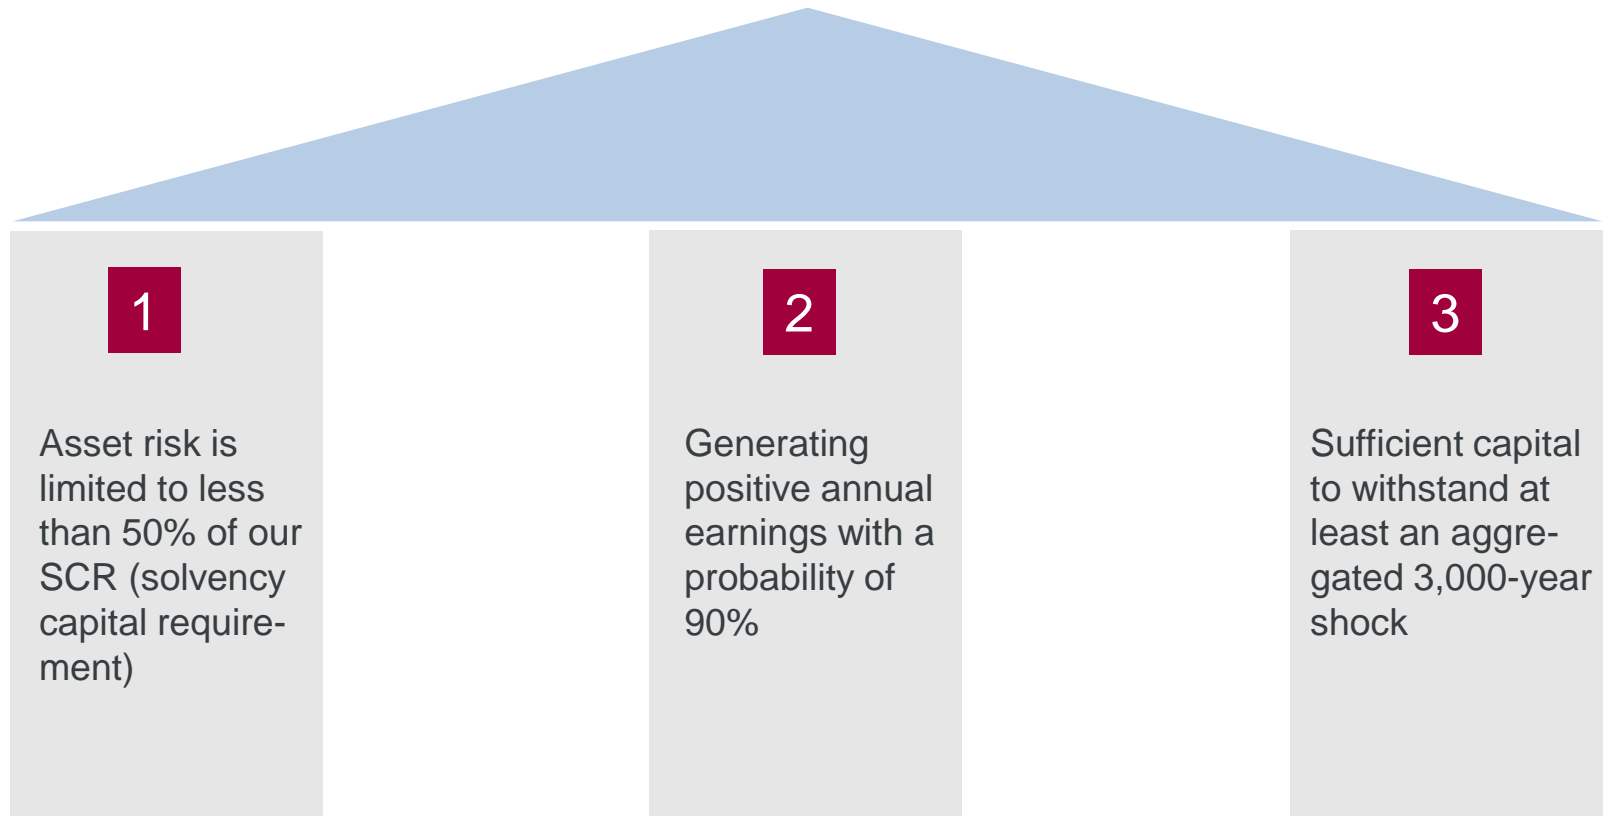 1
Asset risk is
limited to less
than 50% of our
SCR (solvency
capital require-
ment)
2
Generating
positive annual
earnings with a
probability of
90%
3
Sufficient capital
to withstand at
least an aggre-
gated 3,000-year
shock